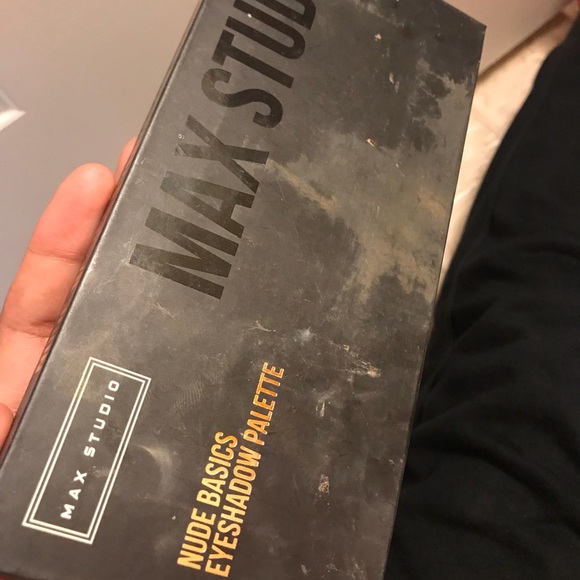 MAX STUD
MAX STUDIO
NUDE BASICS
EYESHADOW PALETTE